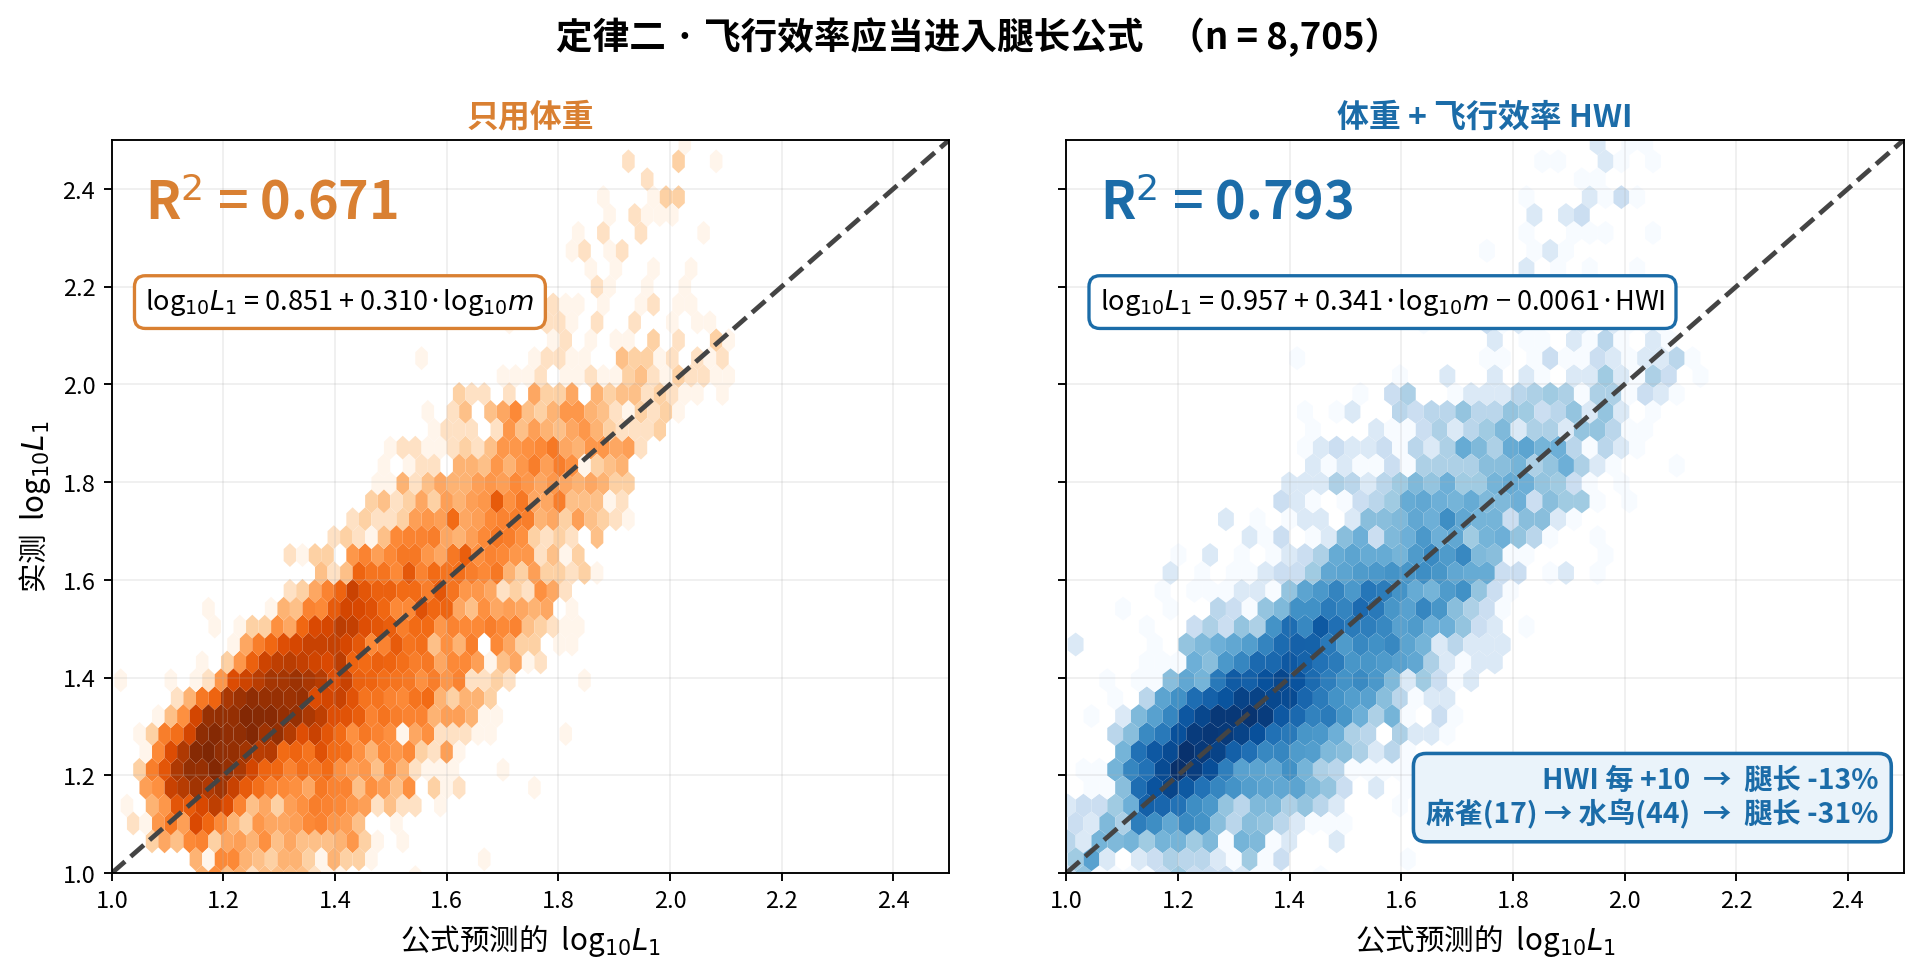 定律二 · 飞行效率应当进入腿长公式 （n = 8,705）
只用体重
R² = 0.671
log₁₀L₁ = 0.851 + 0.310·log₁₀m
2.4
2.2
2.0
1.8
1.6
1.4
1.2
1.0
实测 log₁₀L₁
1.0 1.2 1.4 1.6 1.8 2.0 2.2 2.4
公式预测的 log₁₀L₁
体重 + 飞行效率 HWI
R² = 0.793
log₁₀L₁ = 0.957 + 0.341·log₁₀m − 0.0061·HWI
HWI 每 +10 → 腿长 -13%
麻雀(17) → 水鸟(44) → 腿长 -31%
1.0 1.2 1.4 1.6 1.8 2.0 2.2 2.4
公式预测的 log₁₀L₁